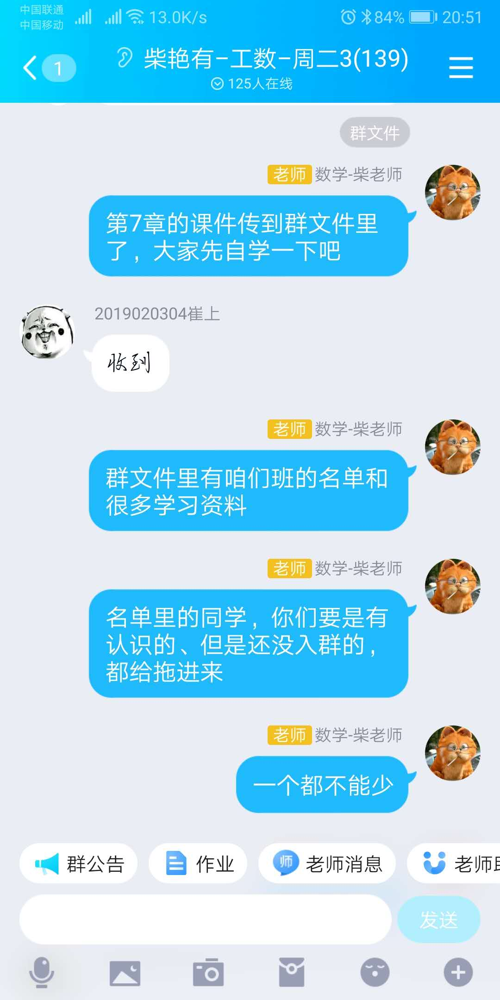 中国联通
中国移动
13.0K/s
84%
20:51
1
柴艳有-工数-周二3(139)
125人在线
群文件
老师 数学-柴老师
第7章的课件传到群文件里
了，大家先自学一下吧
2019020304崔上
收到
老师 数学-柴老师
群文件里有咱们班的名单和
很多学习资料
老师 数学-柴老师
名单里的同学，你们要是有
认识的、但是还没入群的，
都给拖进来
老师 数学-柴老师
一个都不能少
群公告
作业
师 老师消息
老师
发送